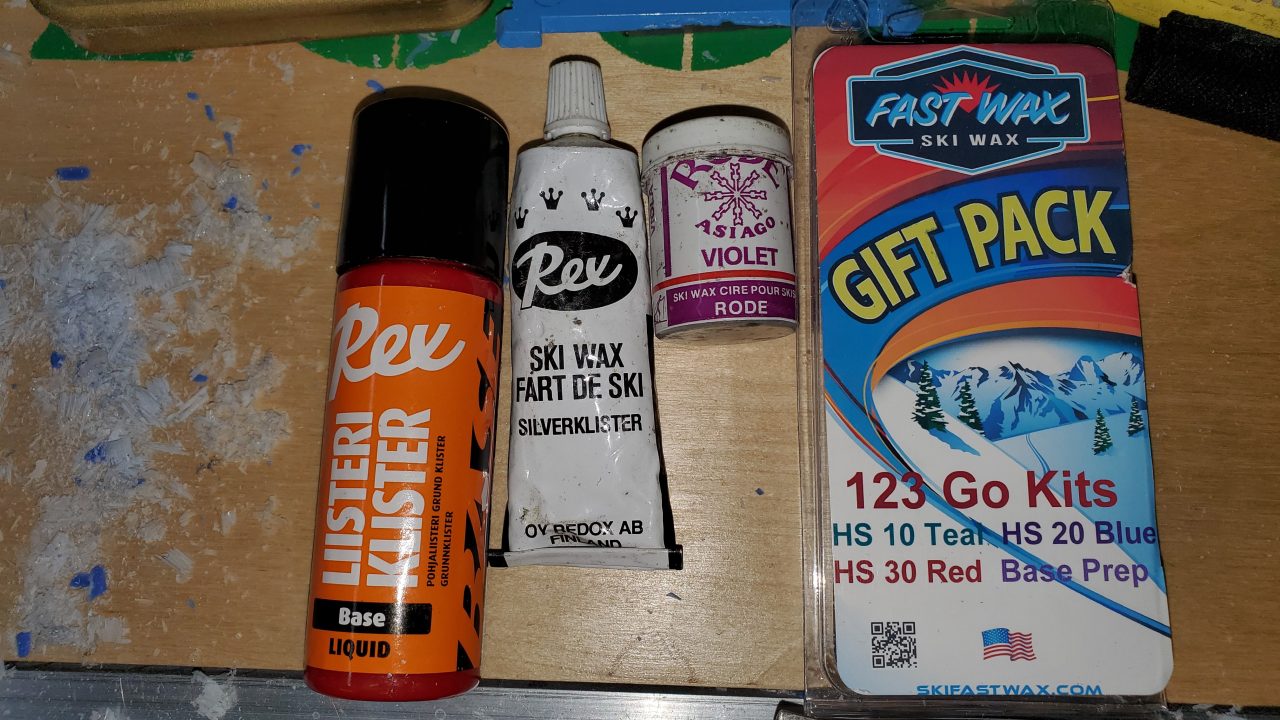 Rex
LIISTERI
KLISTER
POHJALIISTERI GRUND KLISTER
GRUNNKLISTER
Base
LIQUID
Rex
SKI WAX
FART DE SKI
SILVERKLISTER
OY REDOX AB
FINLAND
RODE
ASIAGO
VIOLET
SKI WAX CIRE POUR SKIS
RODE
FAST WAX
SKI WAX
GIFT PACK
123 Go Kits
HS 10 Teal HS 20 Blue
HS 30 Red Base Prep
SKIFASTWAX.COM